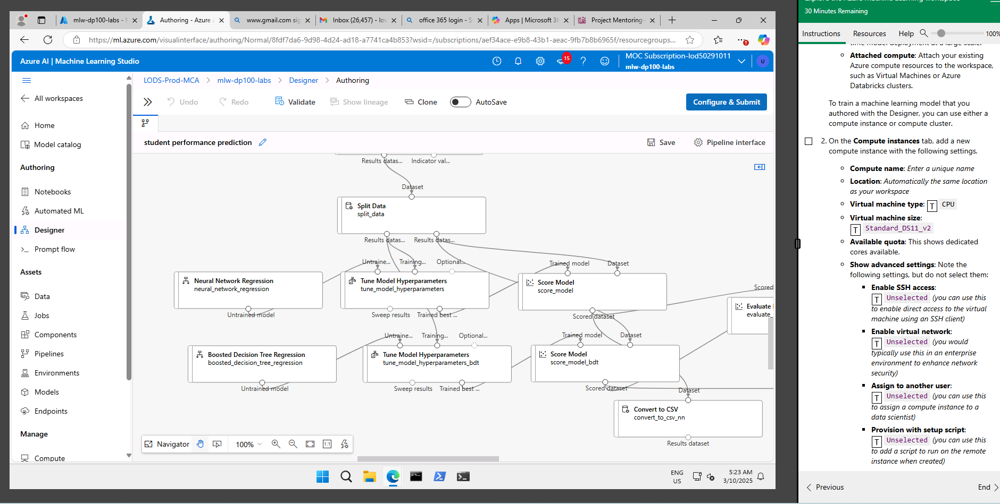 mlw-dp100-labs - M
Authoring - Azure A
www.gmail.com sig
Inbox (26,457) - lov
office 365 login - S
Apps | Microsoft 36
Project Mentoring-
https://ml.azure.com/visualinterface/authoring/Normal/8fdf7da6-9d98-4d24-ad18-a7741ca4b853?wsid=/subscriptions/aef34ace-e9b8-43b1-aeac-9fb7b8b6965f/resourcegroups...
Azure AI | Machine Learning Studio
15
?
MOC Subscription-lod50291011
mlw-dp100-labs
U
All workspaces
Home
Model catalog
Authoring
Notebooks
Automated ML
Designer
Prompt flow
Assets
Data
Jobs
Components
Pipelines
Environments
Models
Endpoints
Manage
Compute
LODS-Prod-MCA > mlw-dp100-labs > Designer > Authoring
Undo
Redo
Validate
Show lineage
Clone
AutoSave
Configure & Submit
student performance prediction
Save
Pipeline interface
Results datas...
Indicator val...
Dataset
Split Data
split_data
Results datas...
Results datas...
Untraine...
Training...
Optional...
Trained model
Dataset
Neural Network Regression
neural_network_regression
Tune Model Hyperparameters
tune_model_hyperparameters
Score Model
score_model
Scored
Evaluate
evaluate_
Untrained model
Sweep results
Trained best ...
Scored dataset
Untraine...
Training...
Optional...
Trained model
Dataset
Boosted Decision Tree Regression
boosted_decision_tree_regression
Tune Model Hyperparameters
tune_model_hyperparameters_bdt
Score Model
score_model_bdt
Untrained model
Sweep results
Trained best ...
Scored dataset
Dataset
Convert to CSV
convert_to_csv_nn
Results dataset
Navigator
100%
1:1
ENG
US
5:23 AM
3/10/2025
Explore the Azure Machine Learning workspace
30 Minutes Remaining
Instructions
Resources
Help
100%
time model deployment at a large scale.
Attached compute: Attach your existing
Azure compute resources to the workspace,
such as Virtual Machines or Azure
Databricks clusters.
To train a machine learning model that you
authored with the Designer, you can use either a
compute instance or compute cluster.
2. On the Compute instances tab, add a new
compute instance with the following settings.
Compute name: Enter a unique name
Location: Automatically the same location
as your workspace
Virtual machine type: T CPU
Virtual machine size:
T Standard_DS11_v2
Available quota: This shows dedicated
cores available.
Show advanced settings: Note the
following settings, but do not select them:
Enable SSH access:
T Unselected (you can use this
to enable direct access to the virtual
machine using an SSH client)
Enable virtual network:
T Unselected (you would
typically use this in an enterprise
environment to enhance network
security)
Assign to another user:
T Unselected (you can use this
to assign a compute instance to a
data scientist)
Provision with setup script:
T Unselected (you can use this
to add a script to run on the remote
instance when created)
Previous
End